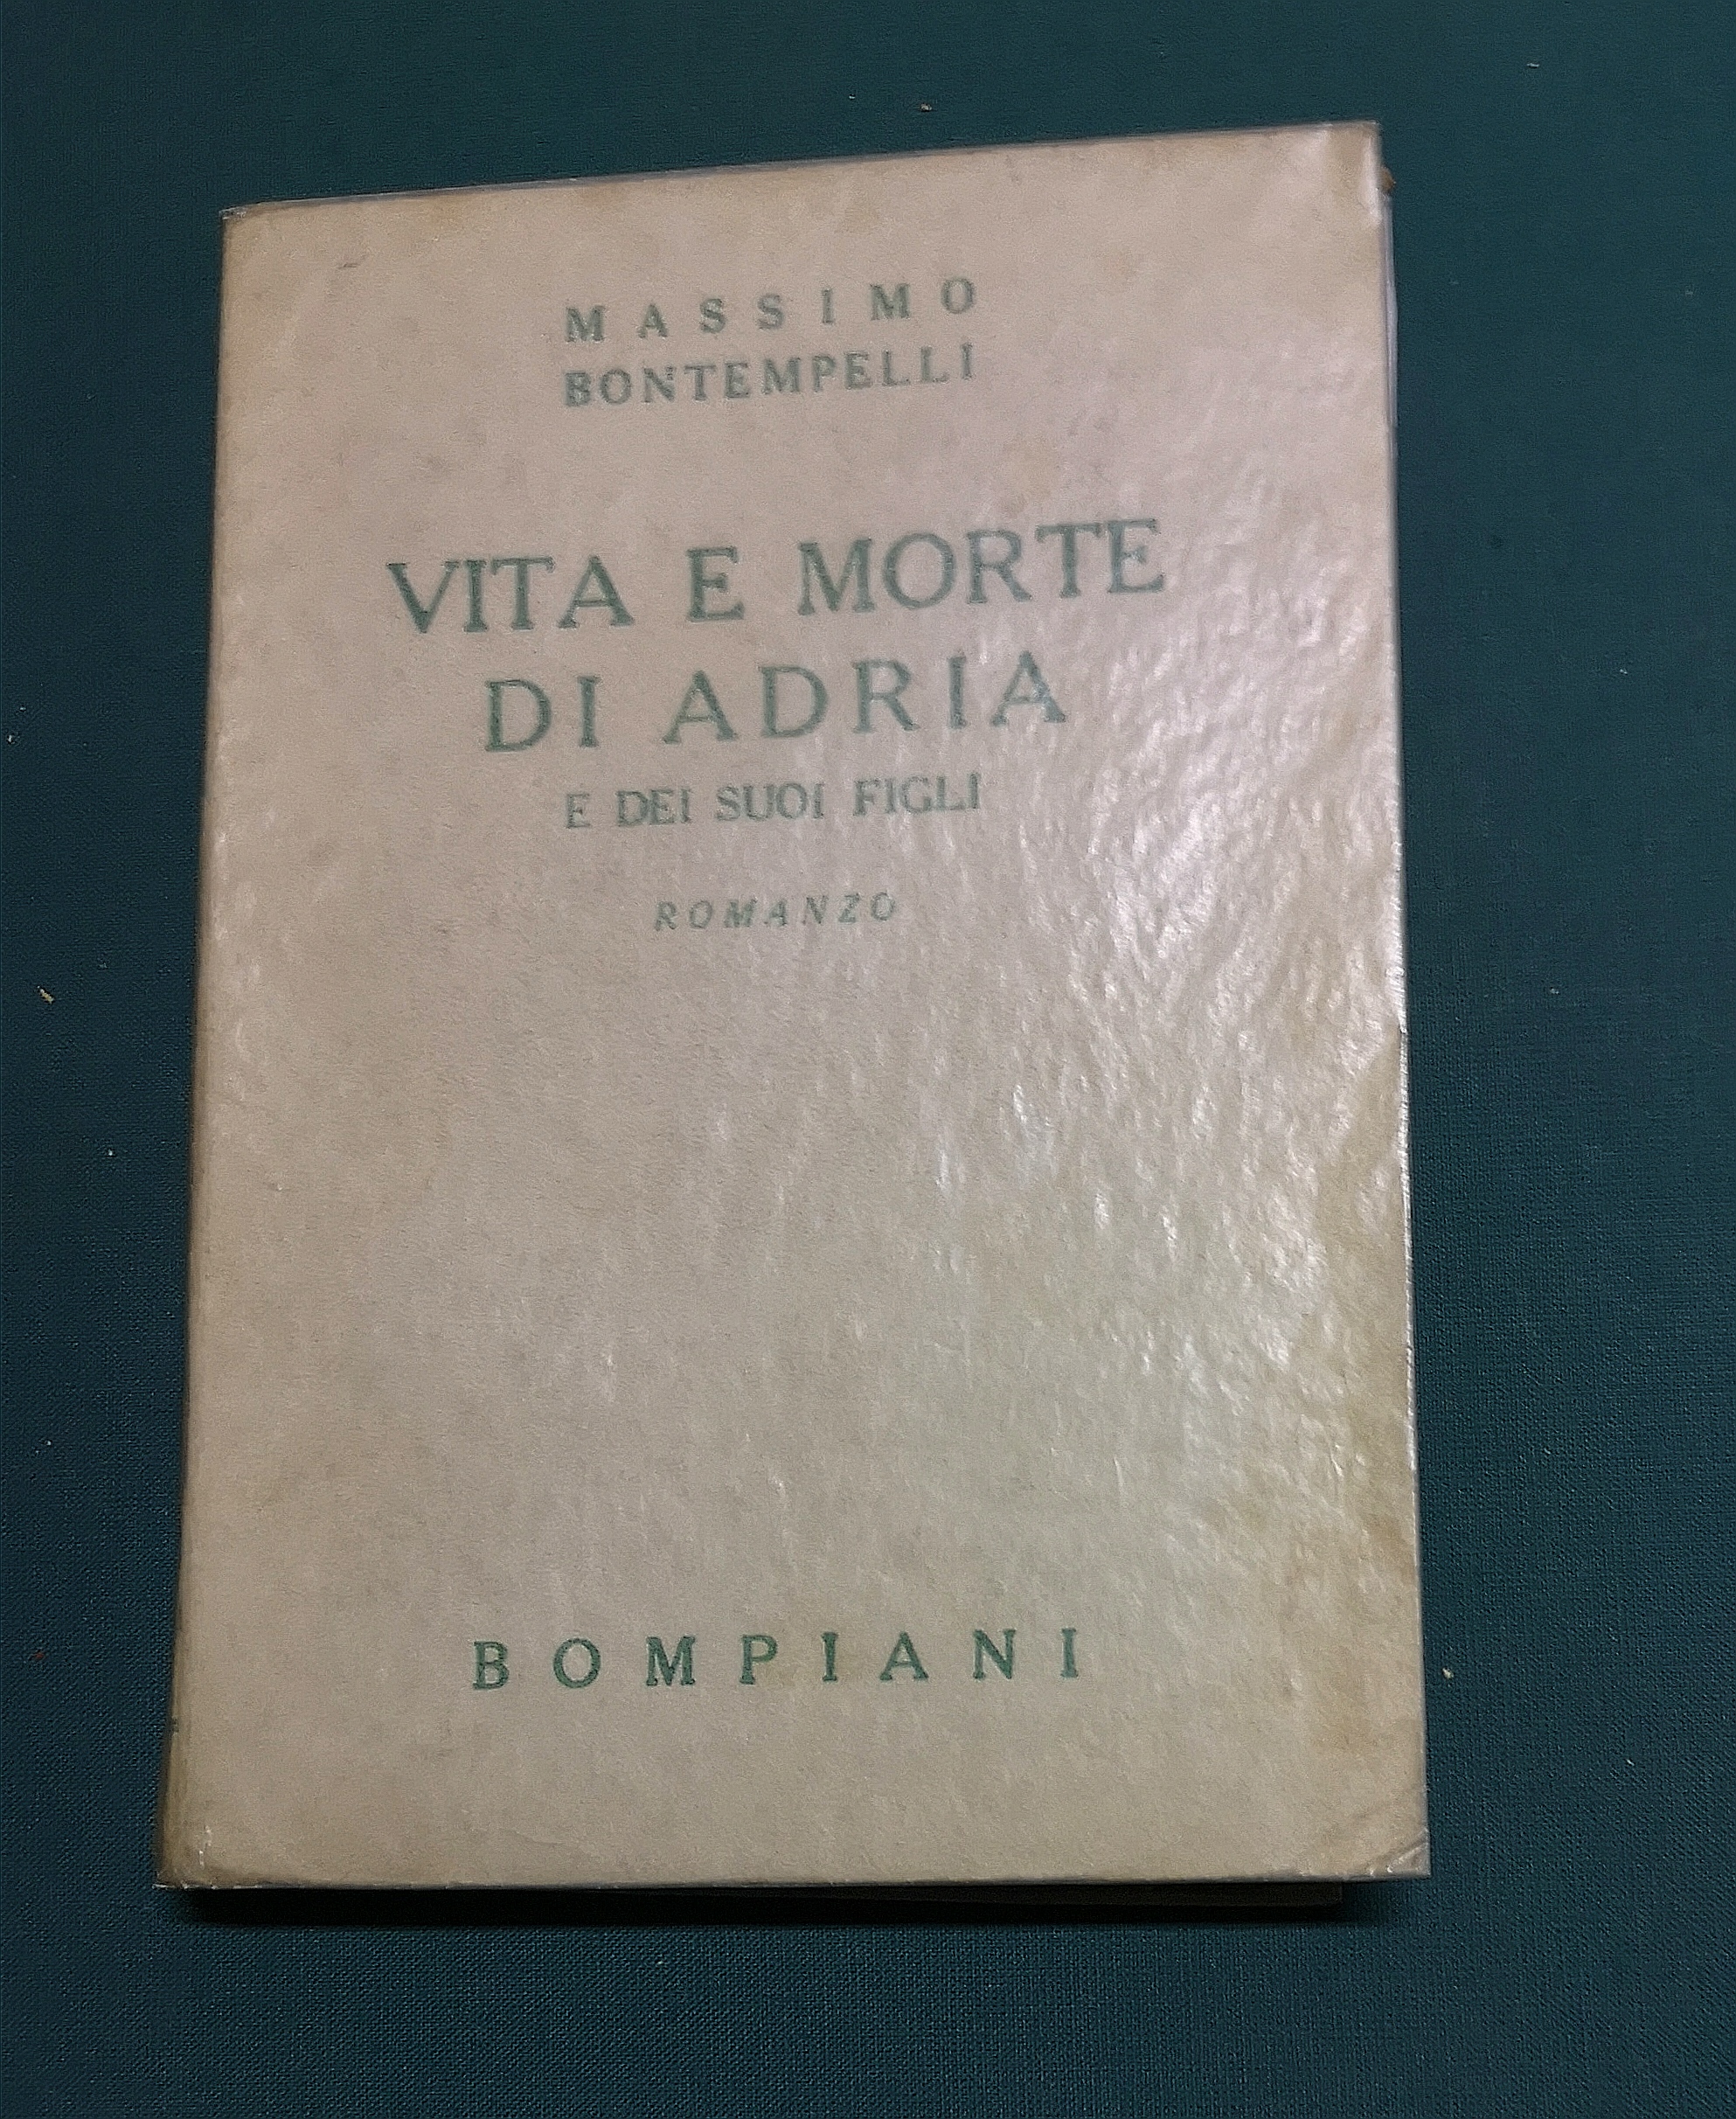 MASSIMO
BONTEMPELLI
VITA E MORTE
DI ADRIA
E DEI SUOI FIGLI
ROMANZO
BOMPIANI